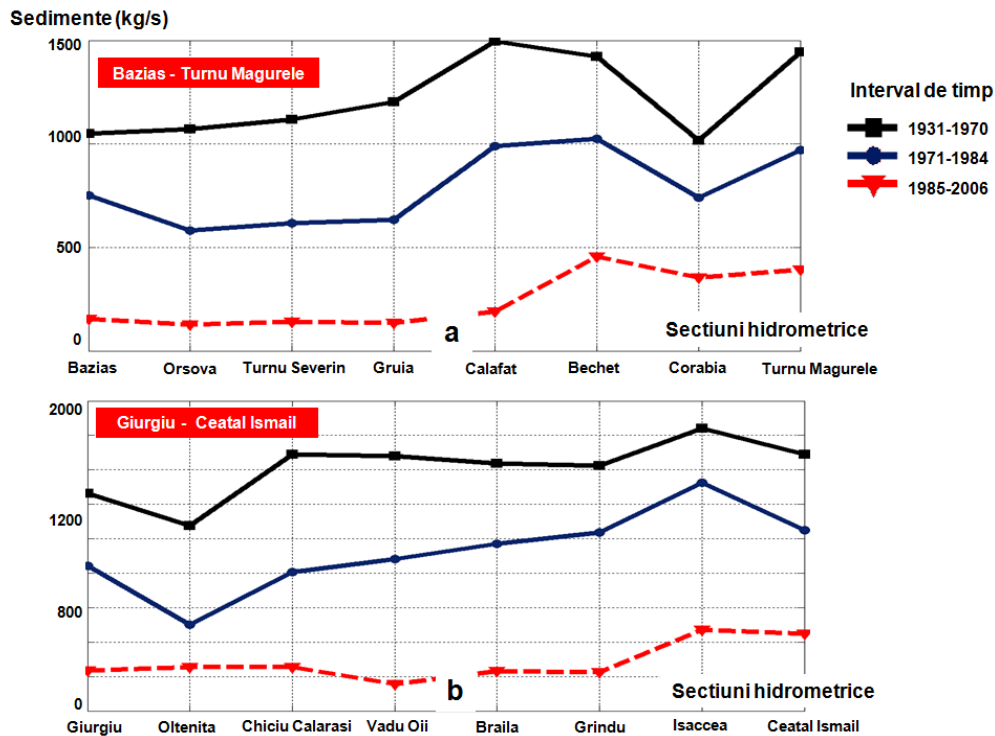 Sedimente (kg/s)
1500
Bazias - Turnu Magurele
1000
500
0
a
Sectiuni hidrometrice
Bazias Orsova Turnu Severin Gruia Calafat Bechet Corabia Turnu Magurele
Interval de timp
1931-1970
1971-1984
1985-2006
2000
Giurgiu - Ceatal Ismail
1200
800
0
b
Sectiuni hidrometrice
Giurgiu Oltenita Chiciu Calarasi Vadu Oii Braila Grindu Isaccea Ceatal Ismail